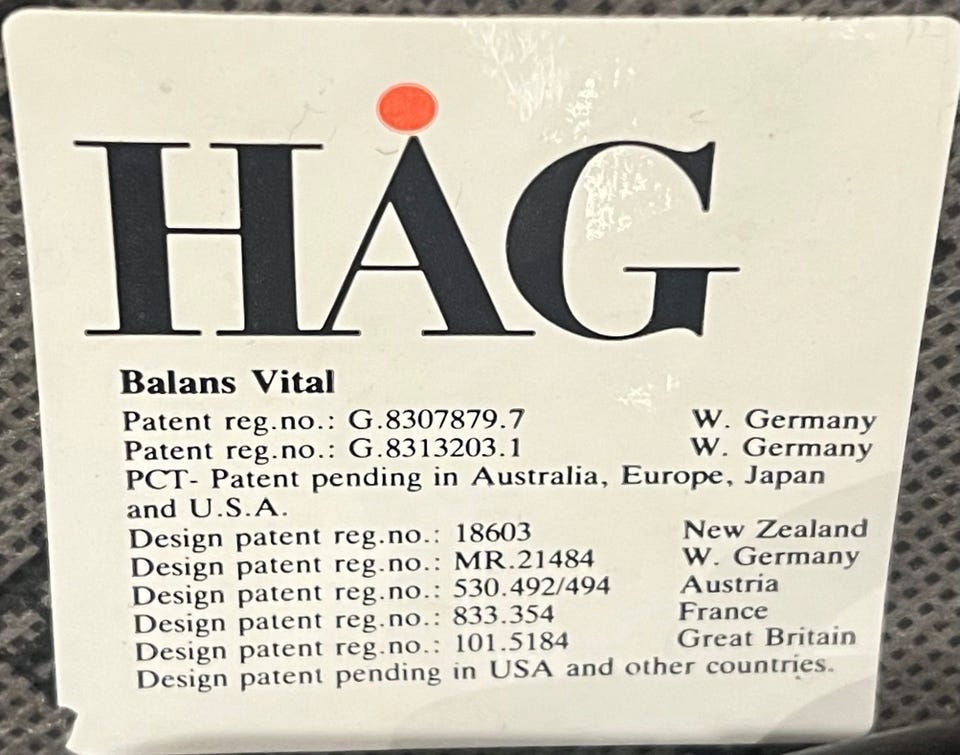 HÅG
Balans Vital
Patent reg.no.: G.8307879.7 W. Germany
Patent reg.no.: G.8313203.1 W. Germany
PCT- Patent pending in Australia, Europe, Japan
and U.S.A.
Design patent reg.no.: 18603 New Zealand
Design patent reg.no.: MR.21484 W. Germany
Design patent reg.no.: 530.492/494 Austria
Design patent reg.no.: 833.354 France
Design patent reg.no.: 101.5184 Great Britain
Design patent pending in USA and other countries.